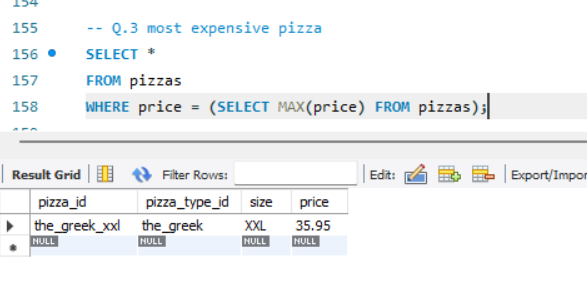 154
155 -- Q.3 most expensive pizza
156 SELECT *
157 FROM pizzas
158 WHERE price = (SELECT MAX(price) FROM pizzas);
Result Grid Filter Rows: Edit: Export/Impor
pizza_id pizza_type_id size price
the_greek_xxl the_greek XXL 35.95
NULL NULL NULL NULL